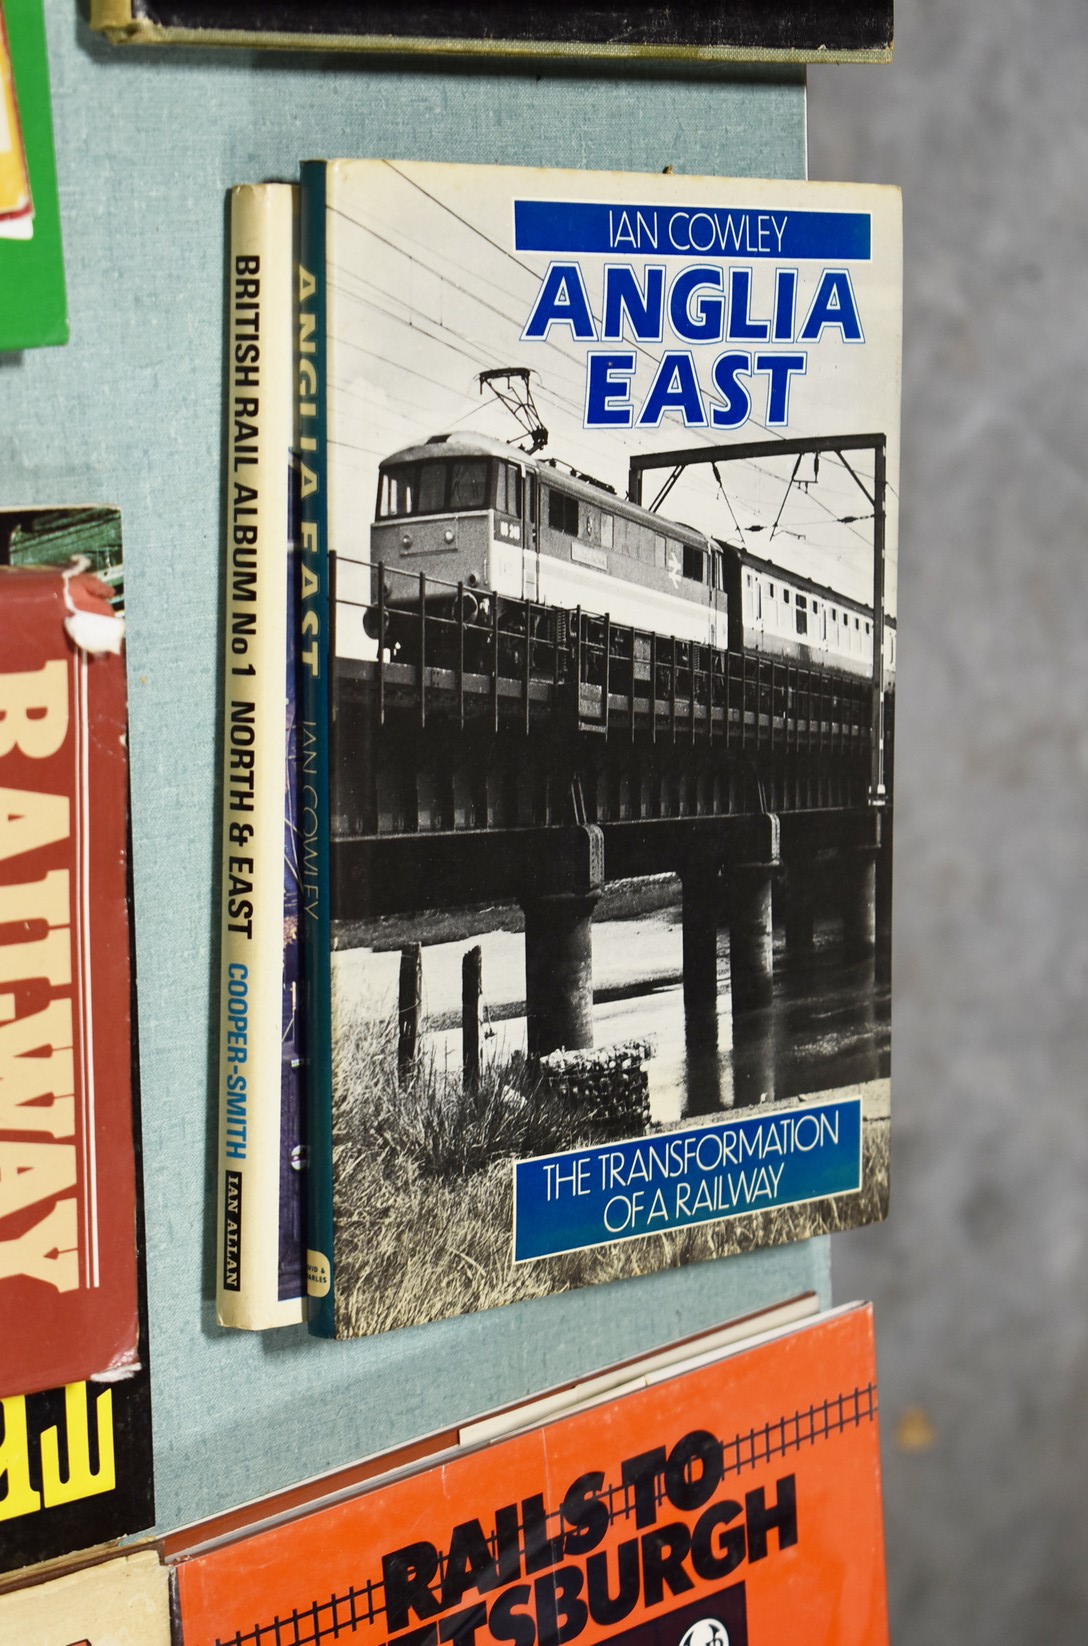 IAN COWLEY
ANGLIA
EAST
THE TRANSFORMATION
OF A RAILWAY
ANGLIA EAST IAN COWLEY
BRITISH RAIL ALBUM No 1 NORTH & EAST COOPER-SMITH
IAN ALLAN
RAILWAY
RAILS TO